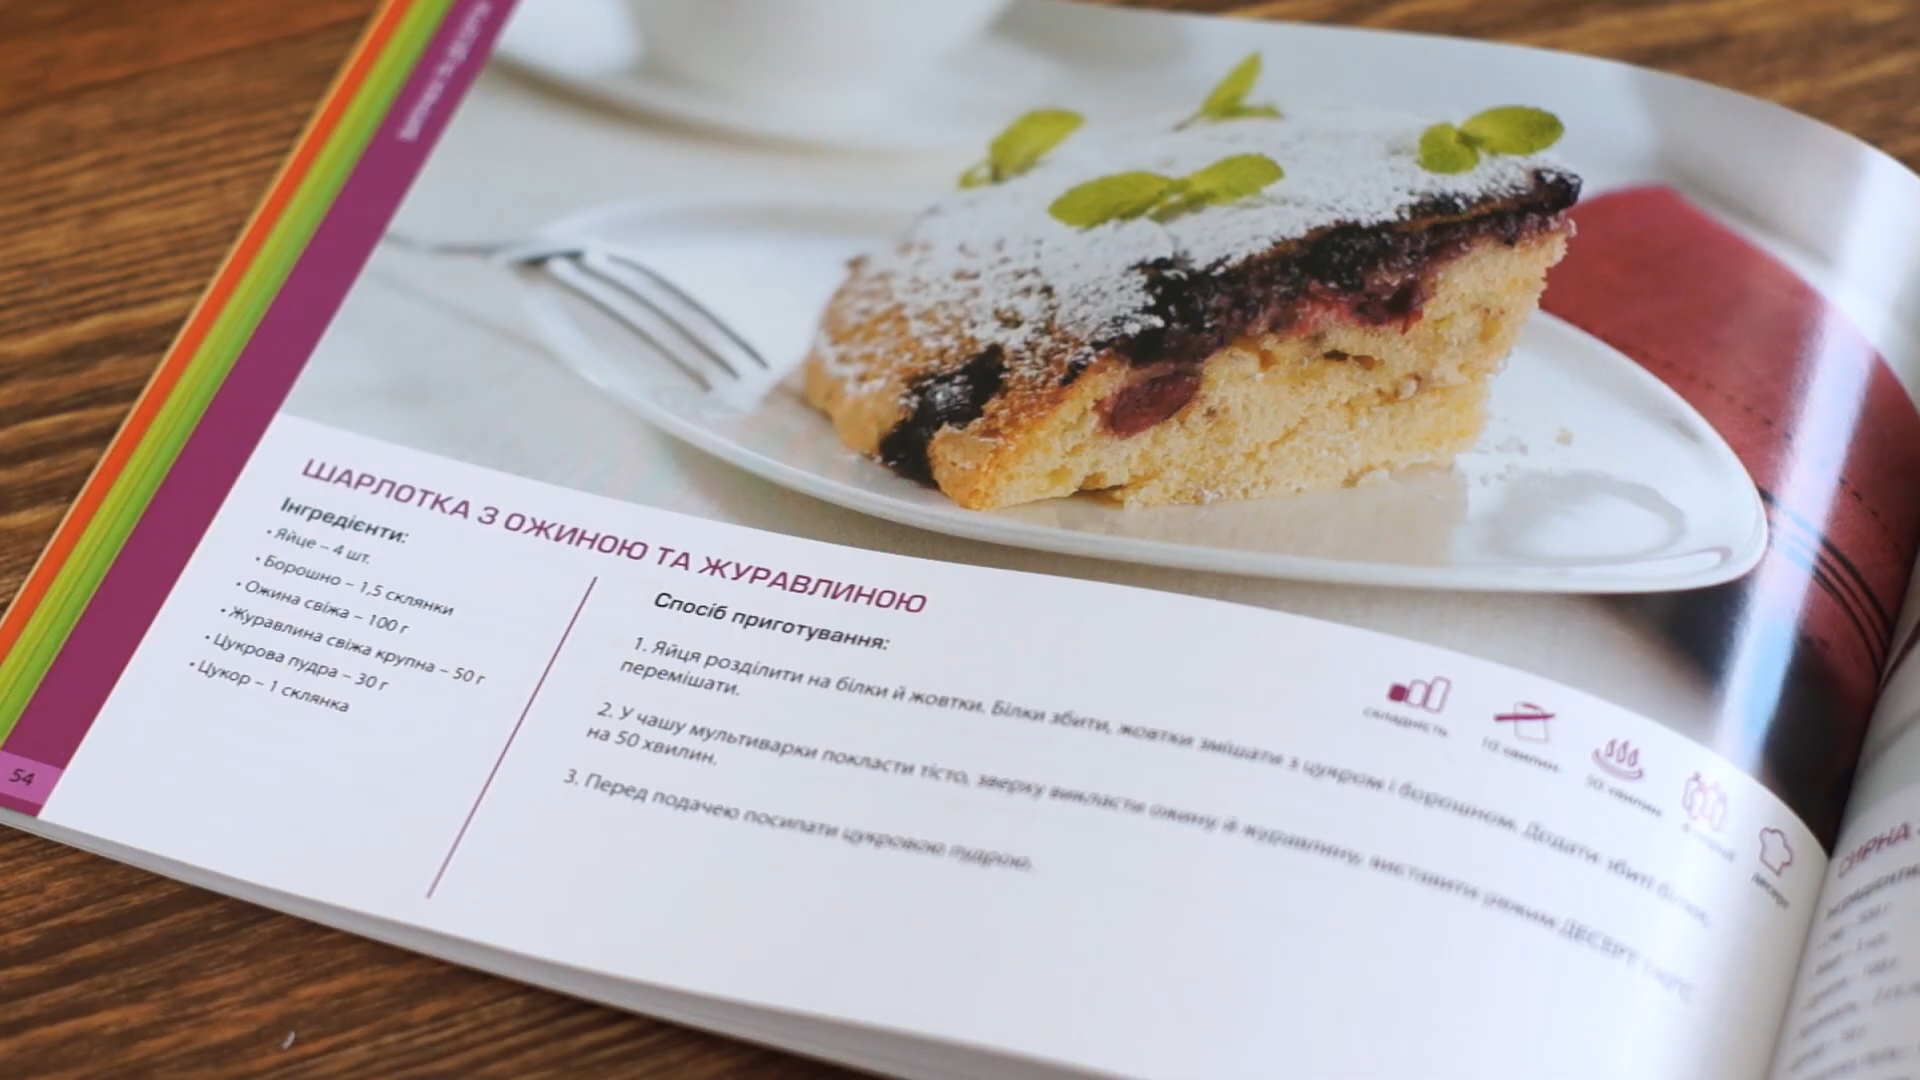 ШАРЛОТКА З ОЖИНОЮ ТА ЖУРАВЛИНОЮ
Інгредієнти:
• Яйце – 4 шт.
• Борошно – 1,5 склянки
• Ожина свіжа – 100 г
• Журавлина свіжа крупна – 50 г
• Цукрова пудра – 30 г
• Цукор – 1 склянка
Спосіб приготування:
1. Яйця розділити на білки й жовтки. Білки збити, жовтки змішати з цукром і борошном. Додати збиті білки,
перемішати.
2. У чашу мультиварки покласти тісто, зверху викласти ожину й журавлину, виставити режим ДЕСЕРТ
на 50 хвилин.
3. Перед подачею посипати цукровою пудрою.
складність
10 хвилин
50 хвилин
десерт
54
СИРНА